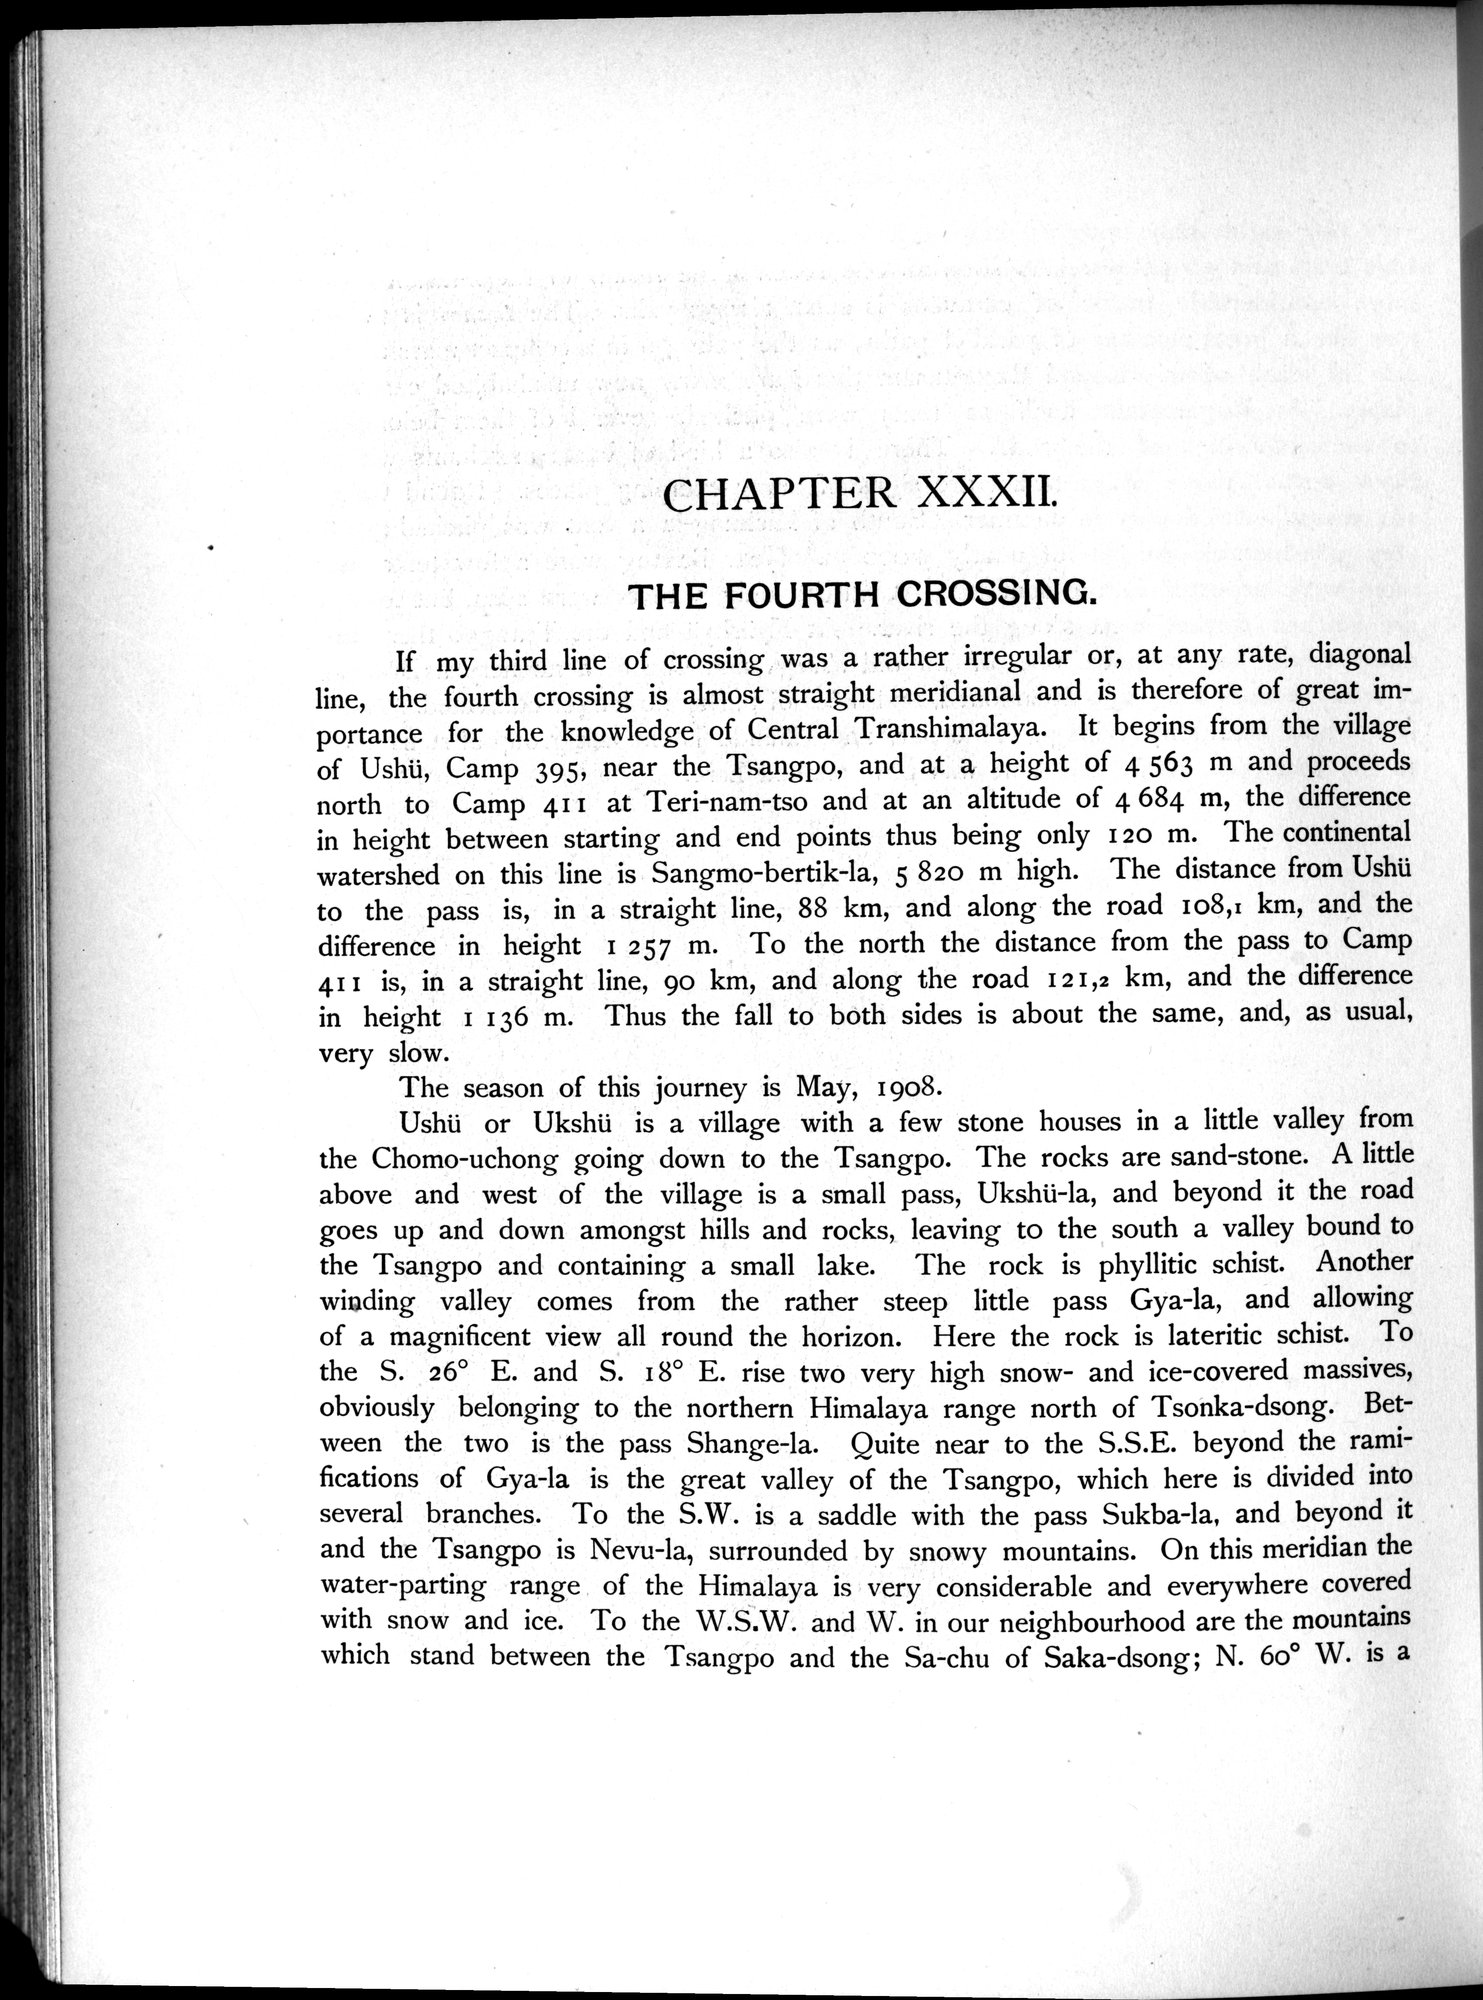 CHAPTER XXXII.
THE FOURTH CROSSING.
If my third line of crossing was a rather irregular or, at any rate, diagonal
line, the fourth crossing is almost straight meridianal and is therefore of great im-
portance for the knowledge of Central Transhimalaya. It begins from the village
of Ushü, Camp 395, near the Tsangpo, and at a height of 4 563 m and proceeds
north to Camp 411 at Teri-nam-tso and at an altitude of 4 684 m, the difference
in height between starting and end points thus being only 120 m. The continental
watershed on this line is Sangmo-bertik-la, 5 820 m high. The distance from Ushü
to the pass is, in a straight line, 88 km, and along the road 108,1 km, and the
difference in height 1 257 m. To the north the distance from the pass to Camp
411 is, in a straight line, 90 km, and along the road 121,2 km, and the difference
in height 1 136 m. Thus the fall to both sides is about the same, and, as usual,
very slow.
The season of this journey is May, 1908.
Ushü or Ukshü is a village with a few stone houses in a little valley from
the Chomo-uchong going down to the Tsangpo. The rocks are sand-stone. A little
above and west of the village is a small pass, Ukshü-la, and beyond it the road
goes up and down amongst hills and rocks, leaving to the south a valley bound to
the Tsangpo and containing a small lake. The rock is phyllitic schist. Another
winding valley comes from the rather steep little pass Gya-la, and allowing
of a magnificent view all round the horizon. Here the rock is lateritic schist. To
the S. 26° E. and S. 18° E. rise two very high snow- and ice-covered massives,
obviously belonging to the northern Himalaya range north of Tsonka-dsong. Bet-
ween the two is the pass Shange-la. Quite near to the S.S.E. beyond the rami-
fications of Gya-la is the great valley of the Tsangpo, which here is divided into
several branches. To the S.W. is a saddle with the pass Sukba-la, and beyond it
and the Tsangpo is Nevu-la, surrounded by snowy mountains. On this meridian the
water-parting range of the Himalaya is very considerable and everywhere covered
with snow and ice. To the W.S.W. and W. in our neighbourhood are the mountains
which stand between the Tsangpo and the Sa-chu of Saka-dsong; N. 60° W. is a